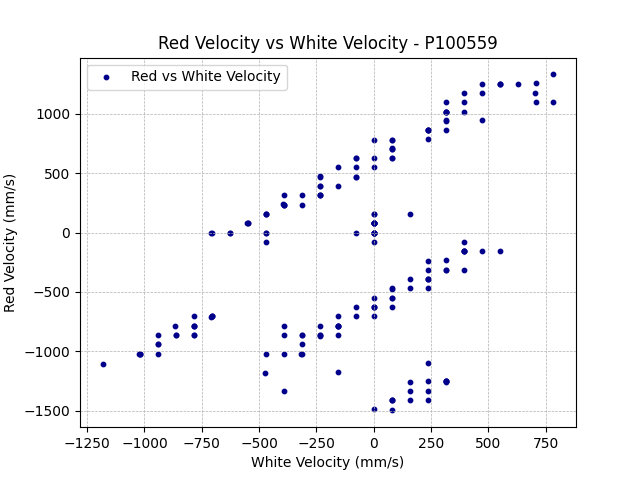 Red Velocity vs White Velocity - P100559
Red vs White Velocity
1000
500
0
−500
−1000
−1500
Red Velocity (mm/s)
−1250 −1000 −750 −500 −250 0 250 500 750
White Velocity (mm/s)